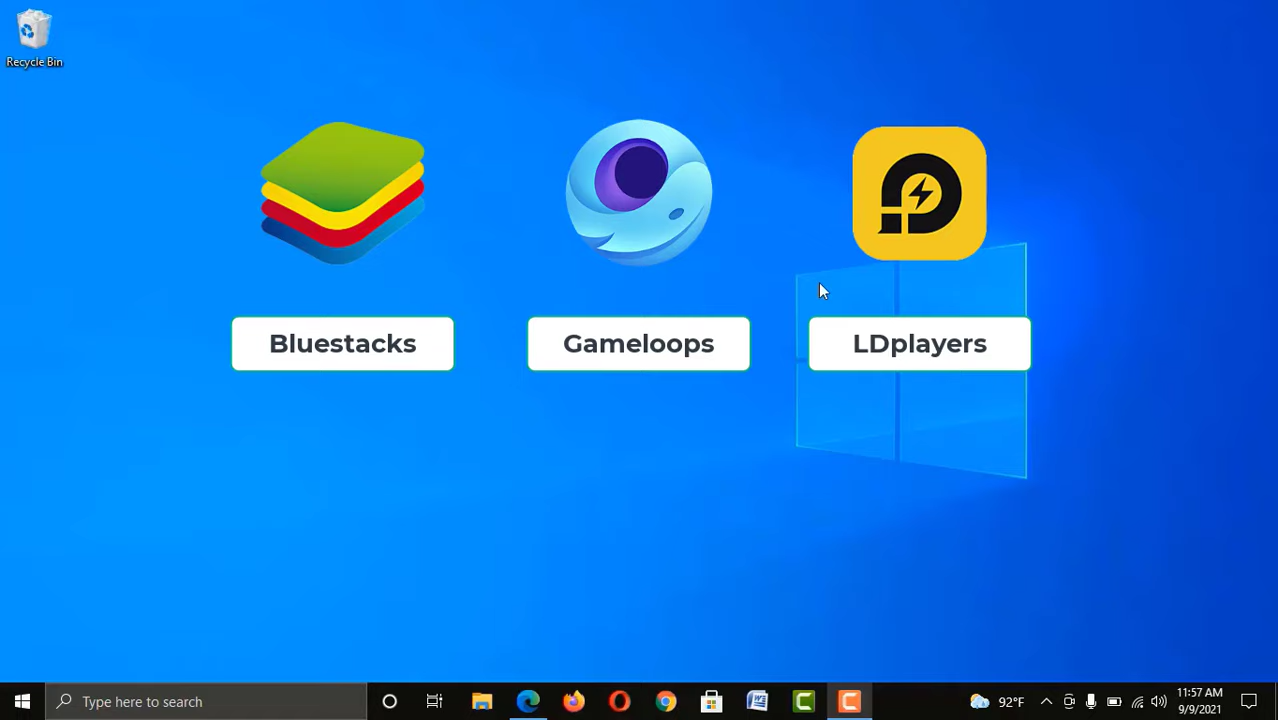 Recycle Bin
Bluestacks
Gameloops
LDplayers
Type here to search
92°F
11:57 AM
9/9/2021